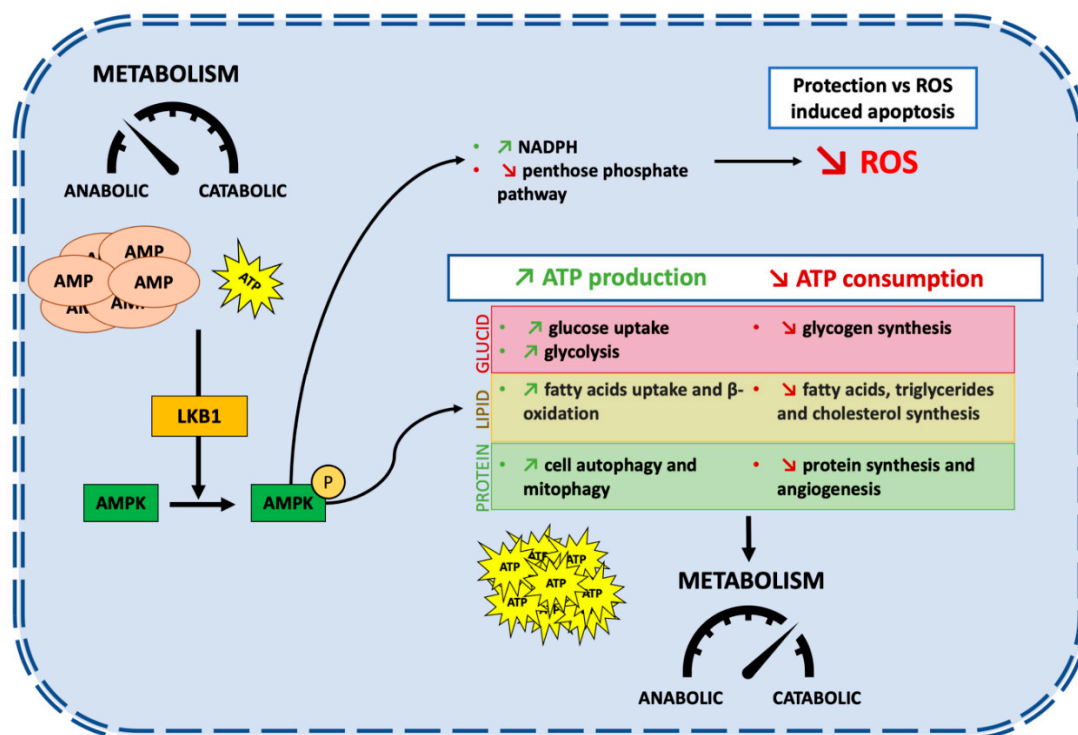 METABOLISM
ANABOLIC
CATABOLIC
AMP
AMP
AMP
ATP
LKB1
AMPK
AMPK
P
↗ NADPH
↘ penthose phosphate
pathway
Protection vs ROS
induced apoptosis
↘ ROS
↗ ATP production
↘ ATP consumption
GLUCID
↗ glucose uptake
↗ glycolysis
↘ glycogen synthesis
LIPID
↗ fatty acids uptake and β-
oxidation
↘ fatty acids, triglycerides
and cholesterol synthesis
PROTEIN
↗ cell autophagy and
mitophagy
↘ protein synthesis and
angiogenesis
ATP
ATP
ATP
ATP
ATP
METABOLISM
ANABOLIC
CATABOLIC